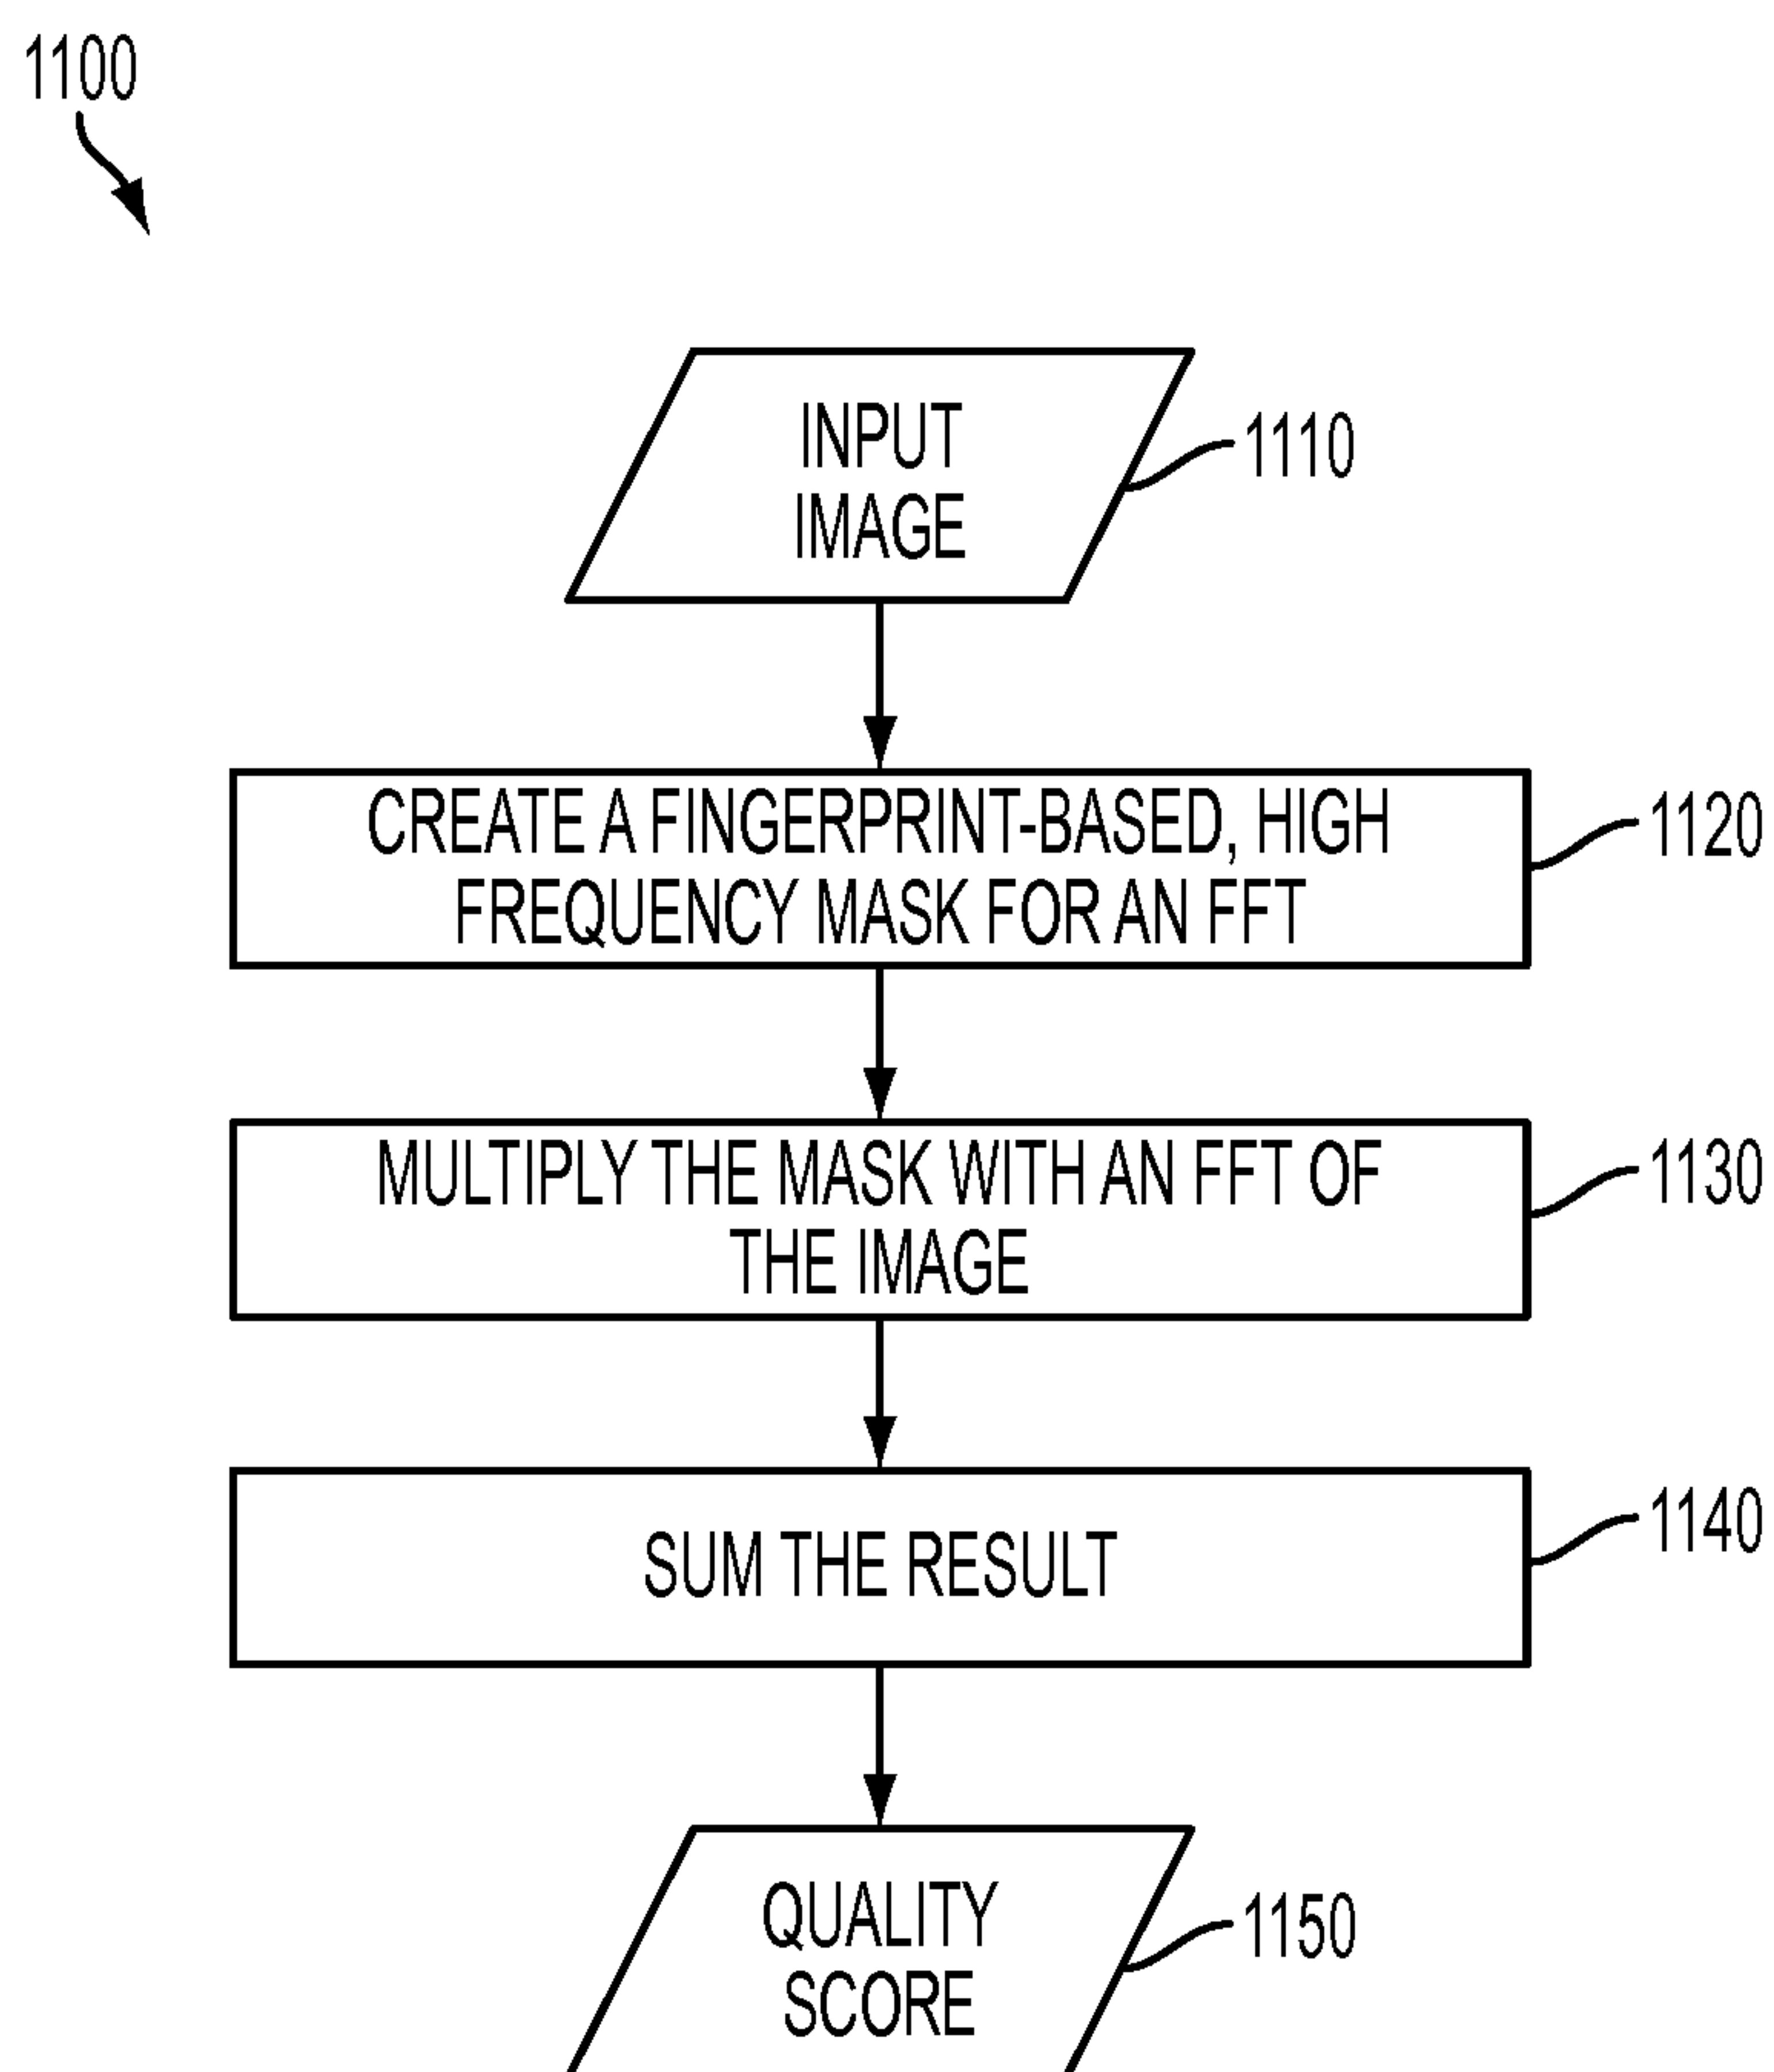 1100
INPUT
IMAGE
1110
CREATE A FINGERPRINT-BASED, HIGH
FREQUENCY MASK FOR AN FFT
1120
MULTIPLY THE MASK WITH AN FFT OF
THE IMAGE
1130
SUM THE RESULT
1140
QUALITY
SCORE
1150